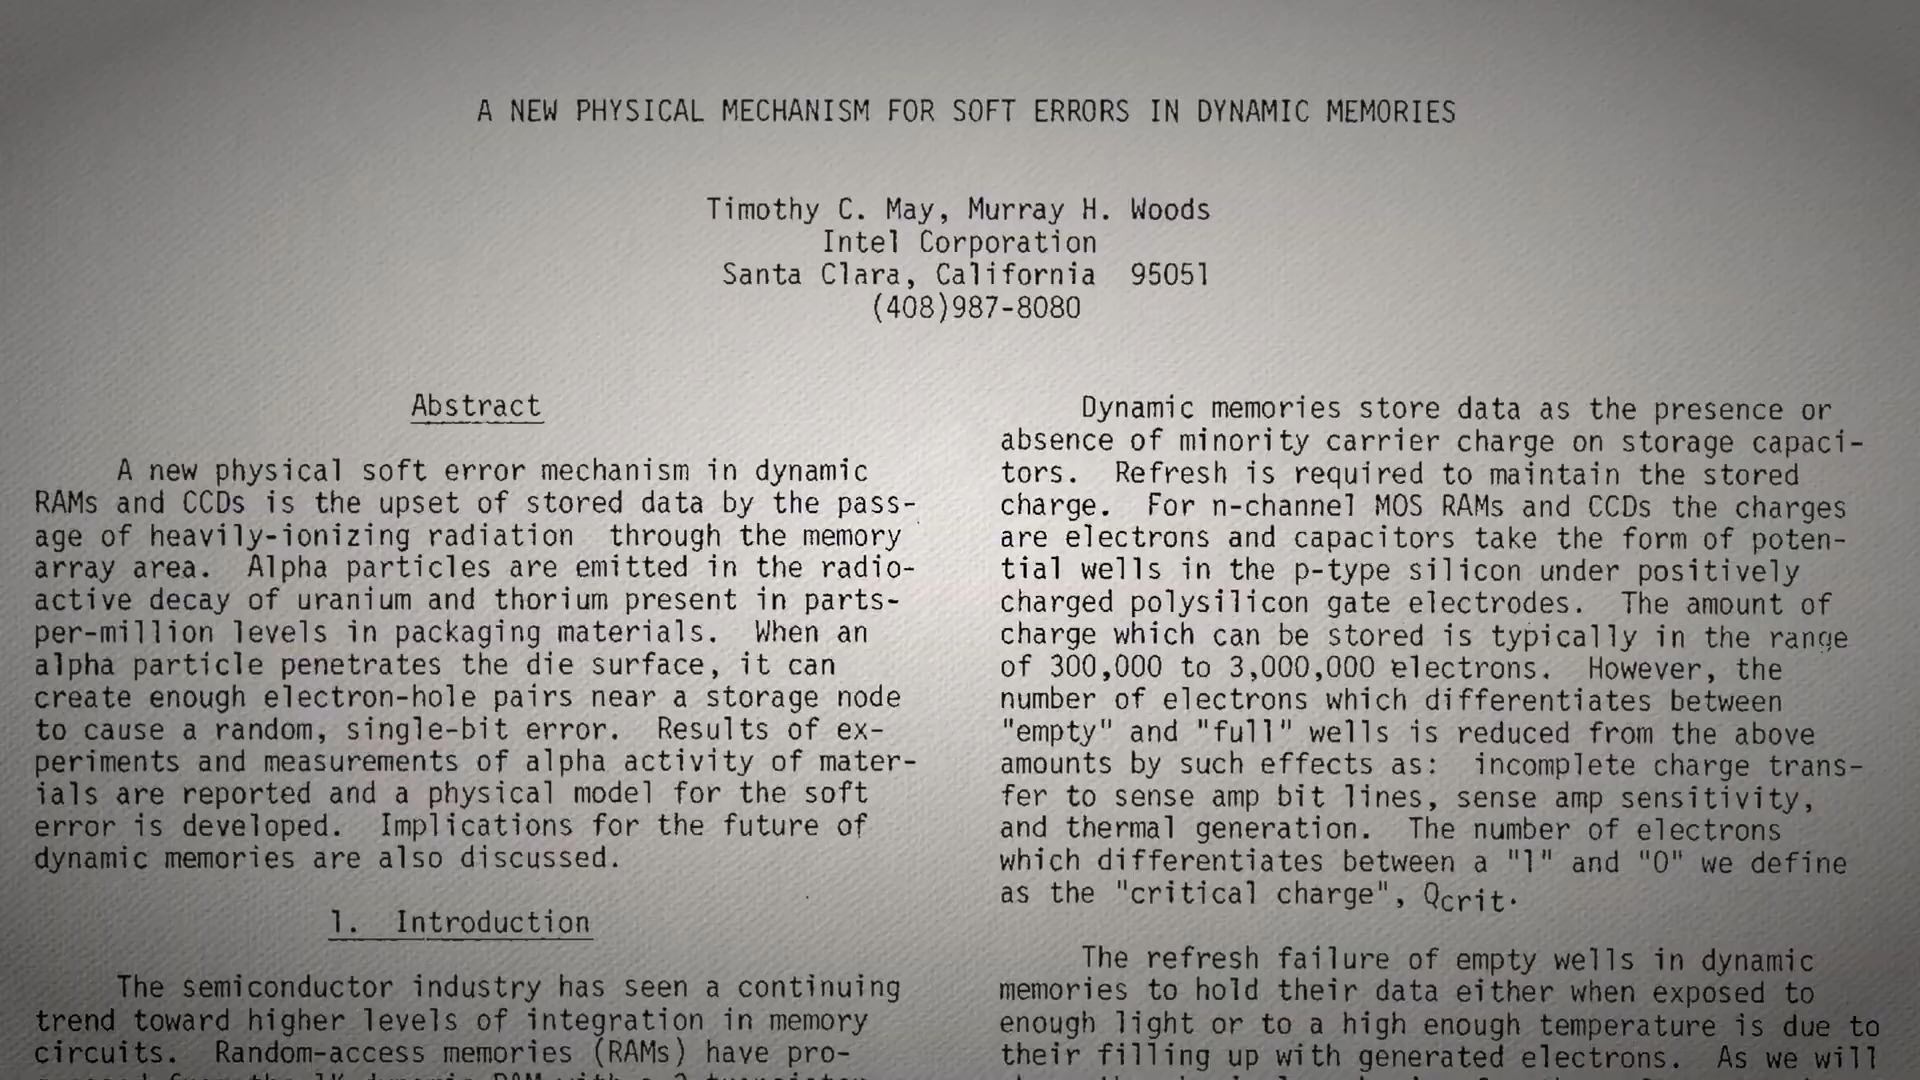 A NEW PHYSICAL MECHANISM FOR SOFT ERRORS IN DYNAMIC MEMORIES
Timothy C. May, Murray H. Woods
Intel Corporation
Santa Clara, California 95051
(408)987-8080
Abstract
A new physical soft error mechanism in dynamic
RAMs and CCDs is the upset of stored data by the pass-
age of heavily-ionizing radiation through the memory
array area. Alpha particles are emitted in the radio-
active decay of uranium and thorium present in parts-
per-million levels in packaging materials. When an
alpha particle penetrates the die surface, it can
create enough electron-hole pairs near a storage node
to cause a random, single-bit error. Results of ex-
periments and measurements of alpha activity of mater-
ials are reported and a physical model for the soft
error is developed. Implications for the future of
dynamic memories are also discussed.
1. Introduction
The semiconductor industry has seen a continuing
trend toward higher levels of integration in memory
circuits. Random-access memories (RAMs) have pro-
Dynamic memories store data as the presence or
absence of minority carrier charge on storage capaci-
tors. Refresh is required to maintain the stored
charge. For n-channel MOS RAMs and CCDs the charges
are electrons and capacitors take the form of poten-
tial wells in the p-type silicon under positively
charged polysilicon gate electrodes. The amount of
charge which can be stored is typically in the range
of 300,000 to 3,000,000 electrons. However, the
number of electrons which differentiates between
"empty" and "full" wells is reduced from the above
amounts by such effects as: incomplete charge trans-
fer to sense amp bit lines, sense amp sensitivity,
and thermal generation. The number of electrons
which differentiates between a "1" and "0" we define
as the "critical charge", Qcrit.
The refresh failure of empty wells in dynamic
memories to hold their data either when exposed to
enough light or to a high enough temperature is due to
their filling up with generated electrons. As we will